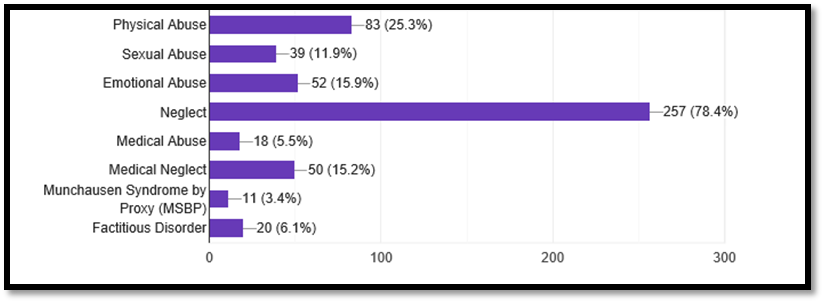 Physical Abuse 83 (25.3%)
Sexual Abuse 39 (11.9%)
Emotional Abuse 52 (15.9%)
Neglect 257 (78.4%)
Medical Abuse 18 (5.5%)
Medical Neglect 50 (15.2%)
Munchausen Syndrome by
Proxy (MSBP) 11 (3.4%)
Factitious Disorder 20 (6.1%)
0 100 200 300